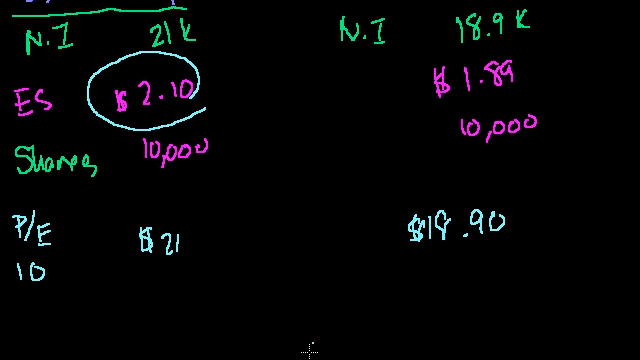 N.I 21K N.I 18.9K
ES $2.10 $1.89
Shares 10,000 10,000
P/E $21 $18.90
10